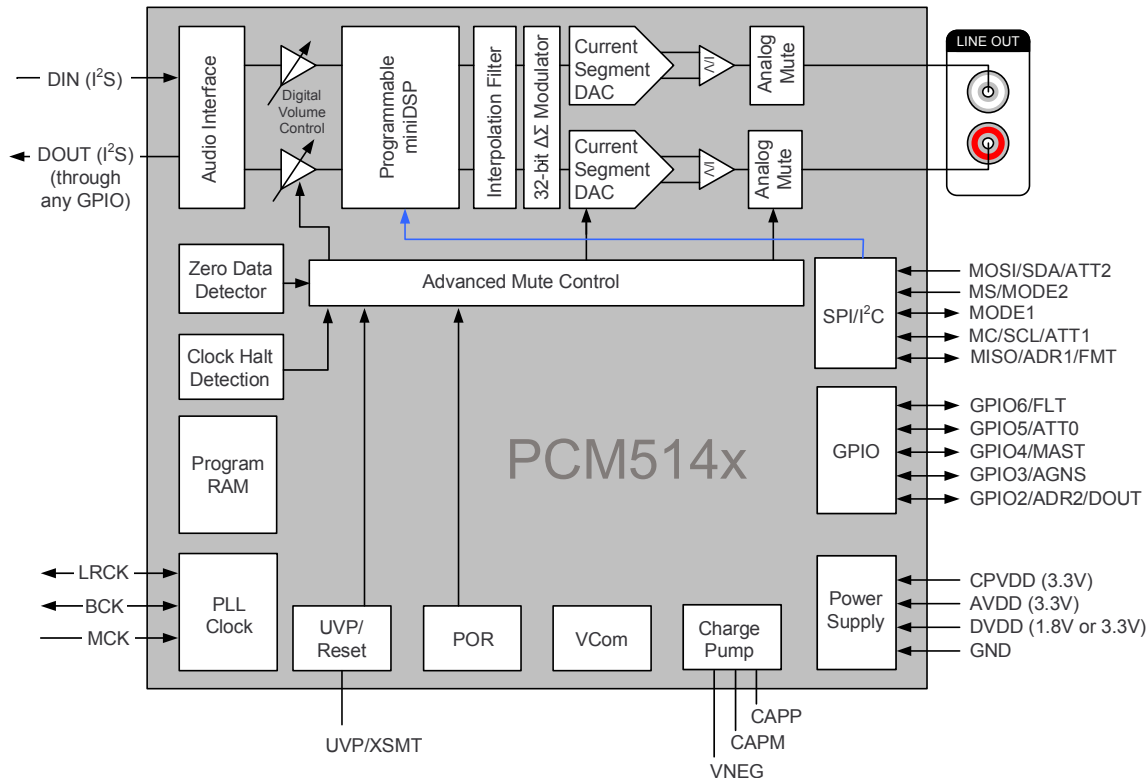 DIN (I²S)
DOUT (I²S)
(through
any GPIO)
Audio Interface
Digital
Volume
Control
Programmable
miniDSP
Interpolation Filter
32-bit ΔΣ Modulator
Current
Segment
DAC
I/V
Analog
Mute
Current
Segment
DAC
I/V
Analog
Mute
LINE OUT
Zero Data
Detector
Advanced Mute Control
Clock Halt
Detection
SPI/I²C
MOSI/SDA/ATT2
MS/MODE2
MODE1
MC/SCL/ATT1
MISO/ADR1/FMT
Program
RAM
PCM514x
GPIO
GPIO6/FLT
GPIO5/ATT0
GPIO4/MAST
GPIO3/AGNS
GPIO2/ADR2/DOUT
LRCK
BCK
MCK
PLL
Clock
UVP/
Reset
POR
VCom
Charge
Pump
Power
Supply
CPVDD (3.3V)
AVDD (3.3V)
DVDD (1.8V or 3.3V)
GND
UVP/XSMT
CAPP
CAPM
VNEG